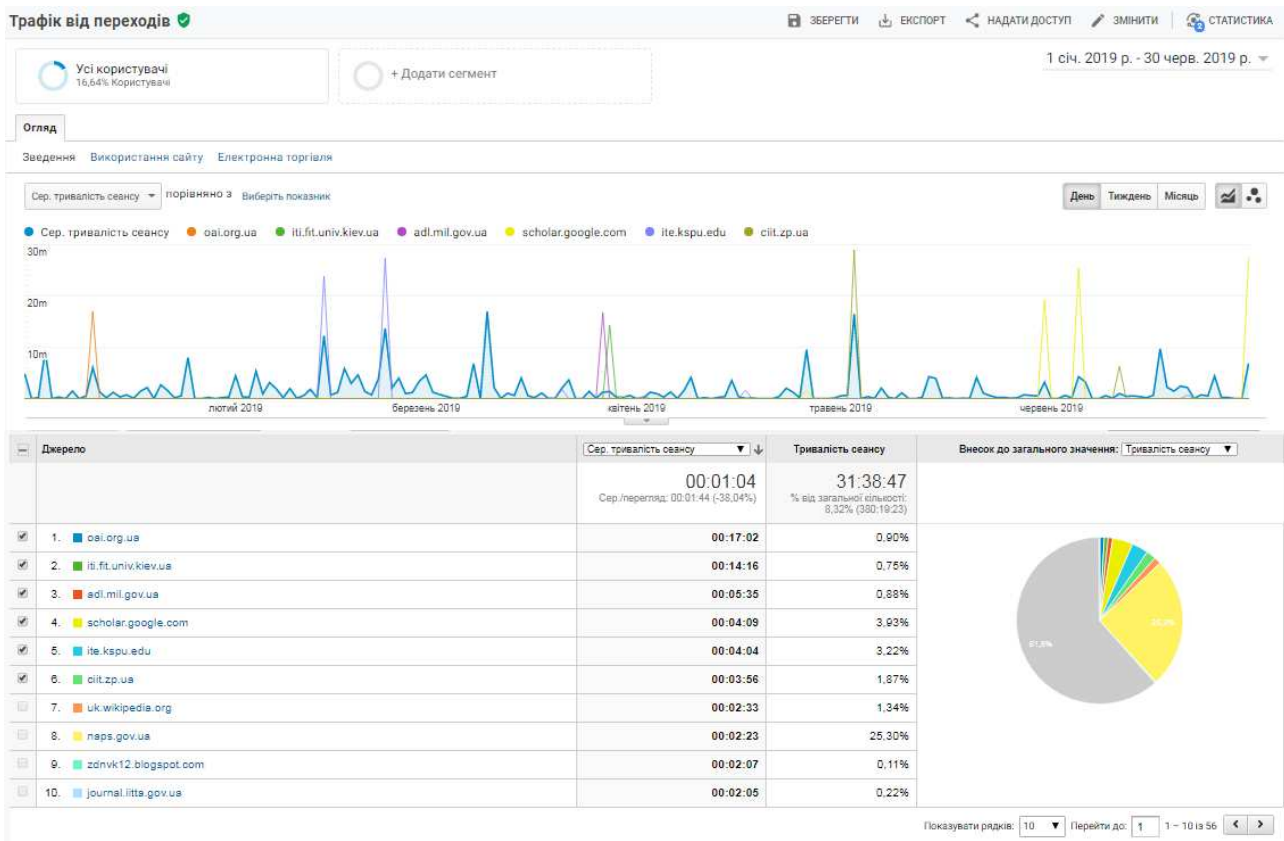 Трафік від переходів
ЗБЕРЕГТИ ЕКСПОРТ НАДАТИ ДОСТУП ЗМІНИТИ СТАТИСТИКА
2
Усі користувачі
16,64% Користувачі
+ Додати сегмент
1 січ. 2019 р. - 30 черв. 2019 р.
Огляд
Зведення Використання сайту Електронна торгівля
Сер. тривалість сеансу порівняно з Виберіть показник
День Тиждень Місяць
Сер. тривалість сеансу oai.org.ua iti.fit.univ.kiev.ua adl.mil.gov.ua scholar.google.com ite.kspu.edu ciit.zp.ua
30m
20m
10m
лютий 2019 березень 2019 квітень 2019 травень 2019 червень 2019
Джерело Сер. тривалість сеансу Тривалість сеансу Внесок до загального значення: Тривалість сеансу
00:01:04 31:38:47
Сер./перегляд: 00:01:44 (-38,04%) % від загальної кількості:
8,32% (380:19:23)
1. oai.org.ua 00:17:02 0,90%
2. iti.fit.univ.kiev.ua 00:14:16 0,75%
3. adl.mil.gov.ua 00:05:35 0,88%
4. scholar.google.com 00:04:09 3,93%
5. ite.kspu.edu 00:04:04 3,22%
6. ciit.zp.ua 00:03:56 1,87%
7. uk.wikipedia.org 00:02:33 1,34%
8. naps.gov.ua 00:02:23 25,30%
9. zdnvk12.blogspot.com 00:02:07 0,11%
10. journal.iitta.gov.ua 00:02:05 0,22%
61,5%
Показувати рядків: 10 Перейти до: 1 1 – 10 із 56